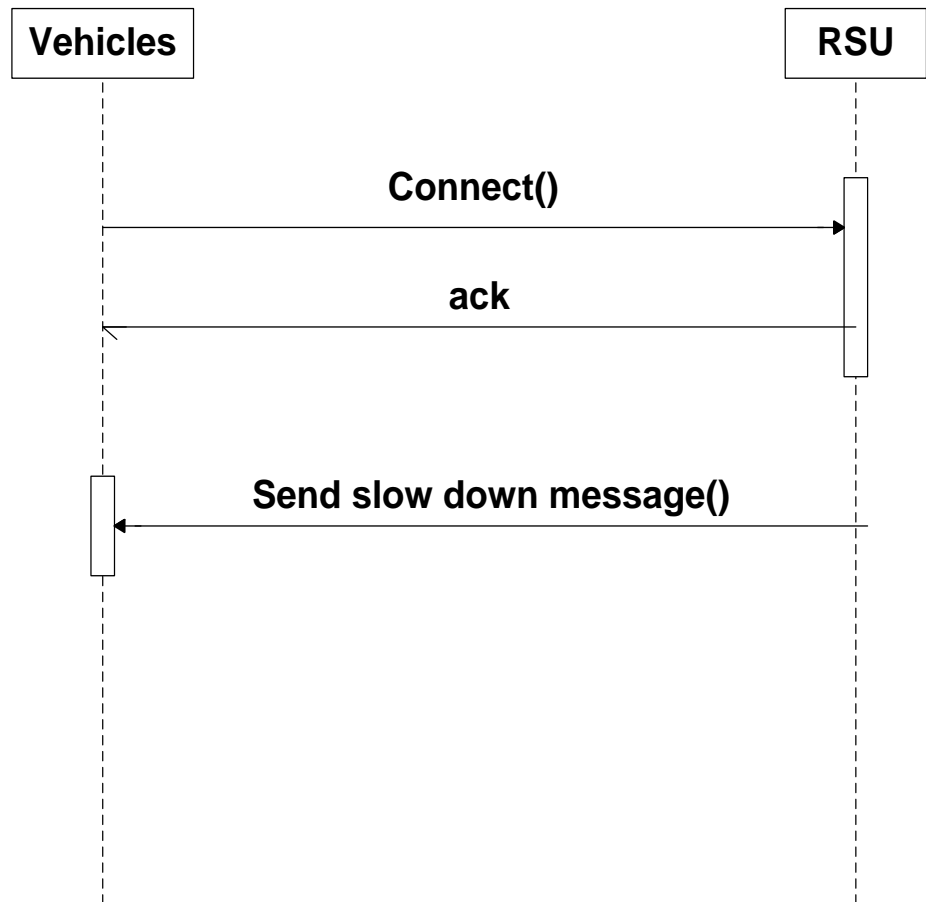 Vehicles
RSU
Connect()
ack
Send slow down message()